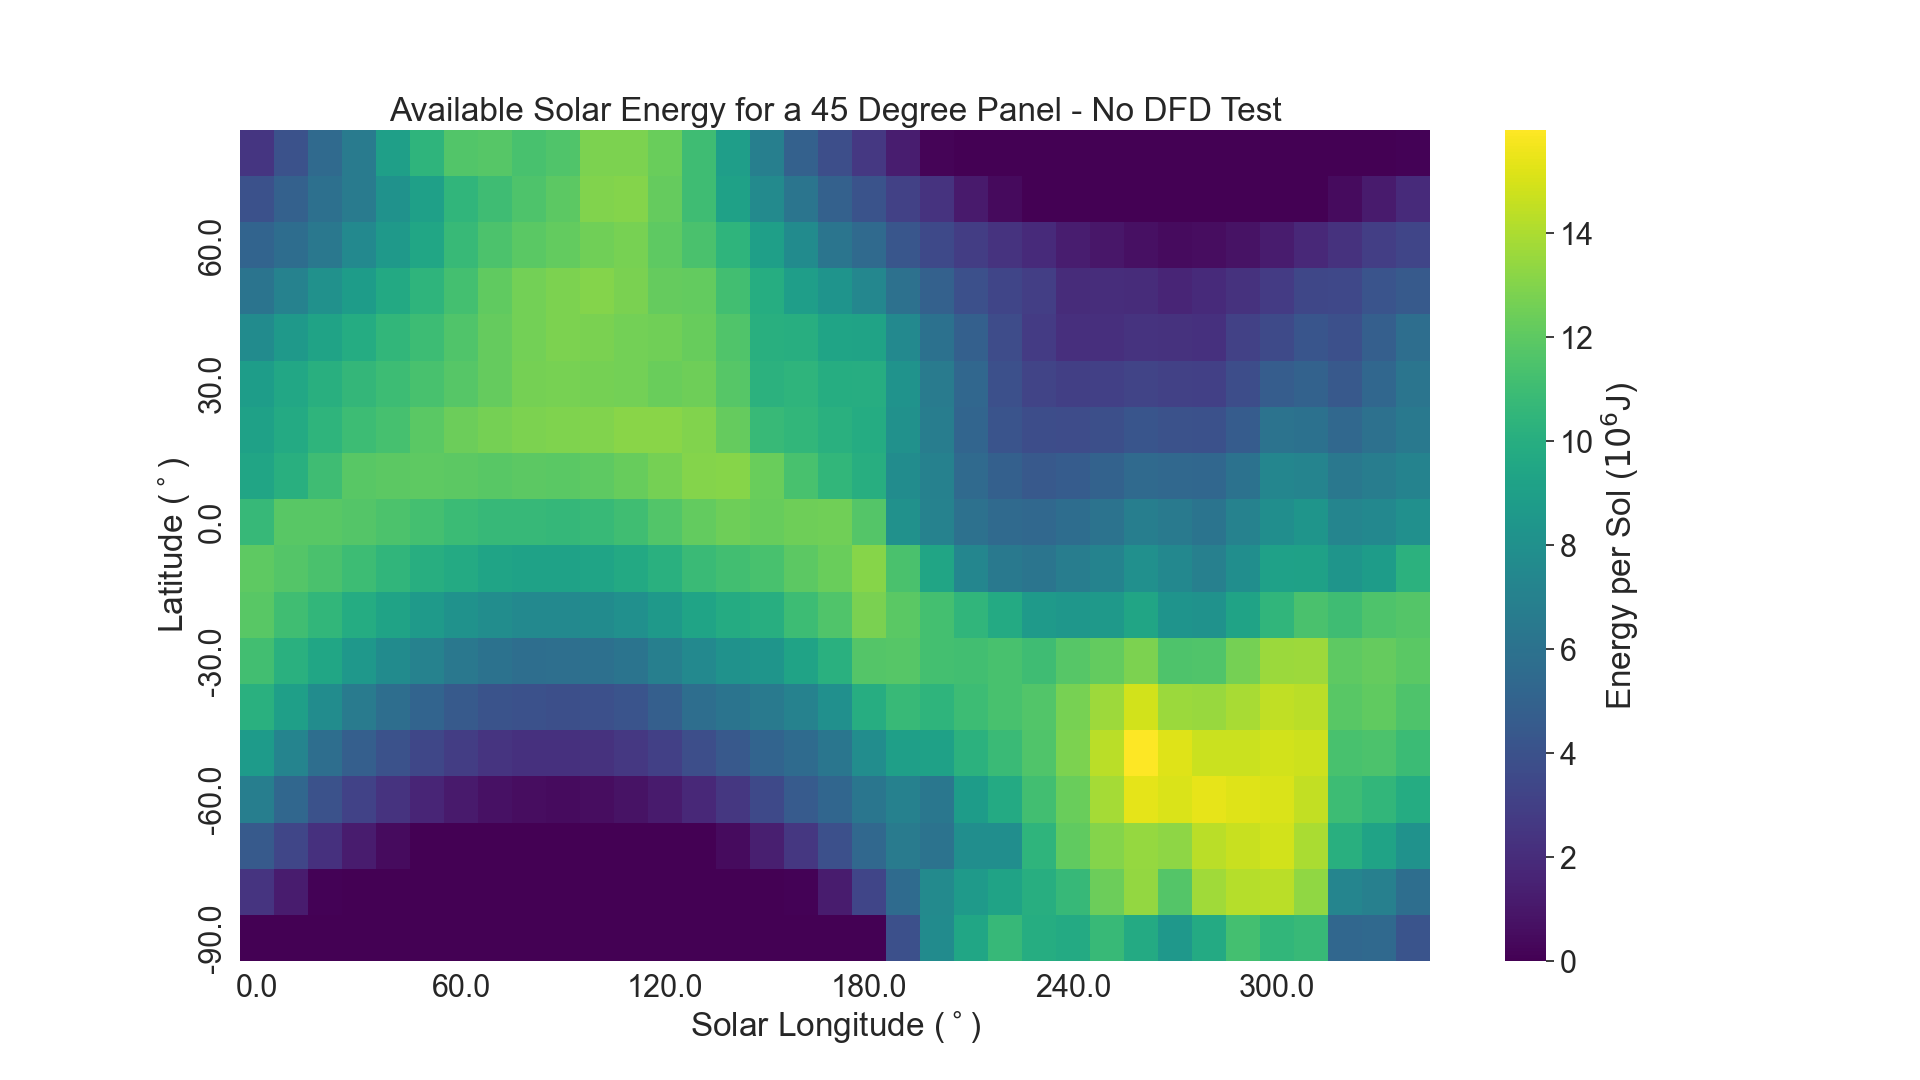 Available Solar Energy for a 45 Degree Panel - No DFD Test
Latitude (°)
60.0
30.0
0.0
-30.0
-60.0
-90.0
0.0 60.0 120.0 180.0 240.0 300.0
Solar Longitude (°)
14
12
10
8
6
4
2
0
Energy per Sol (10⁶J)